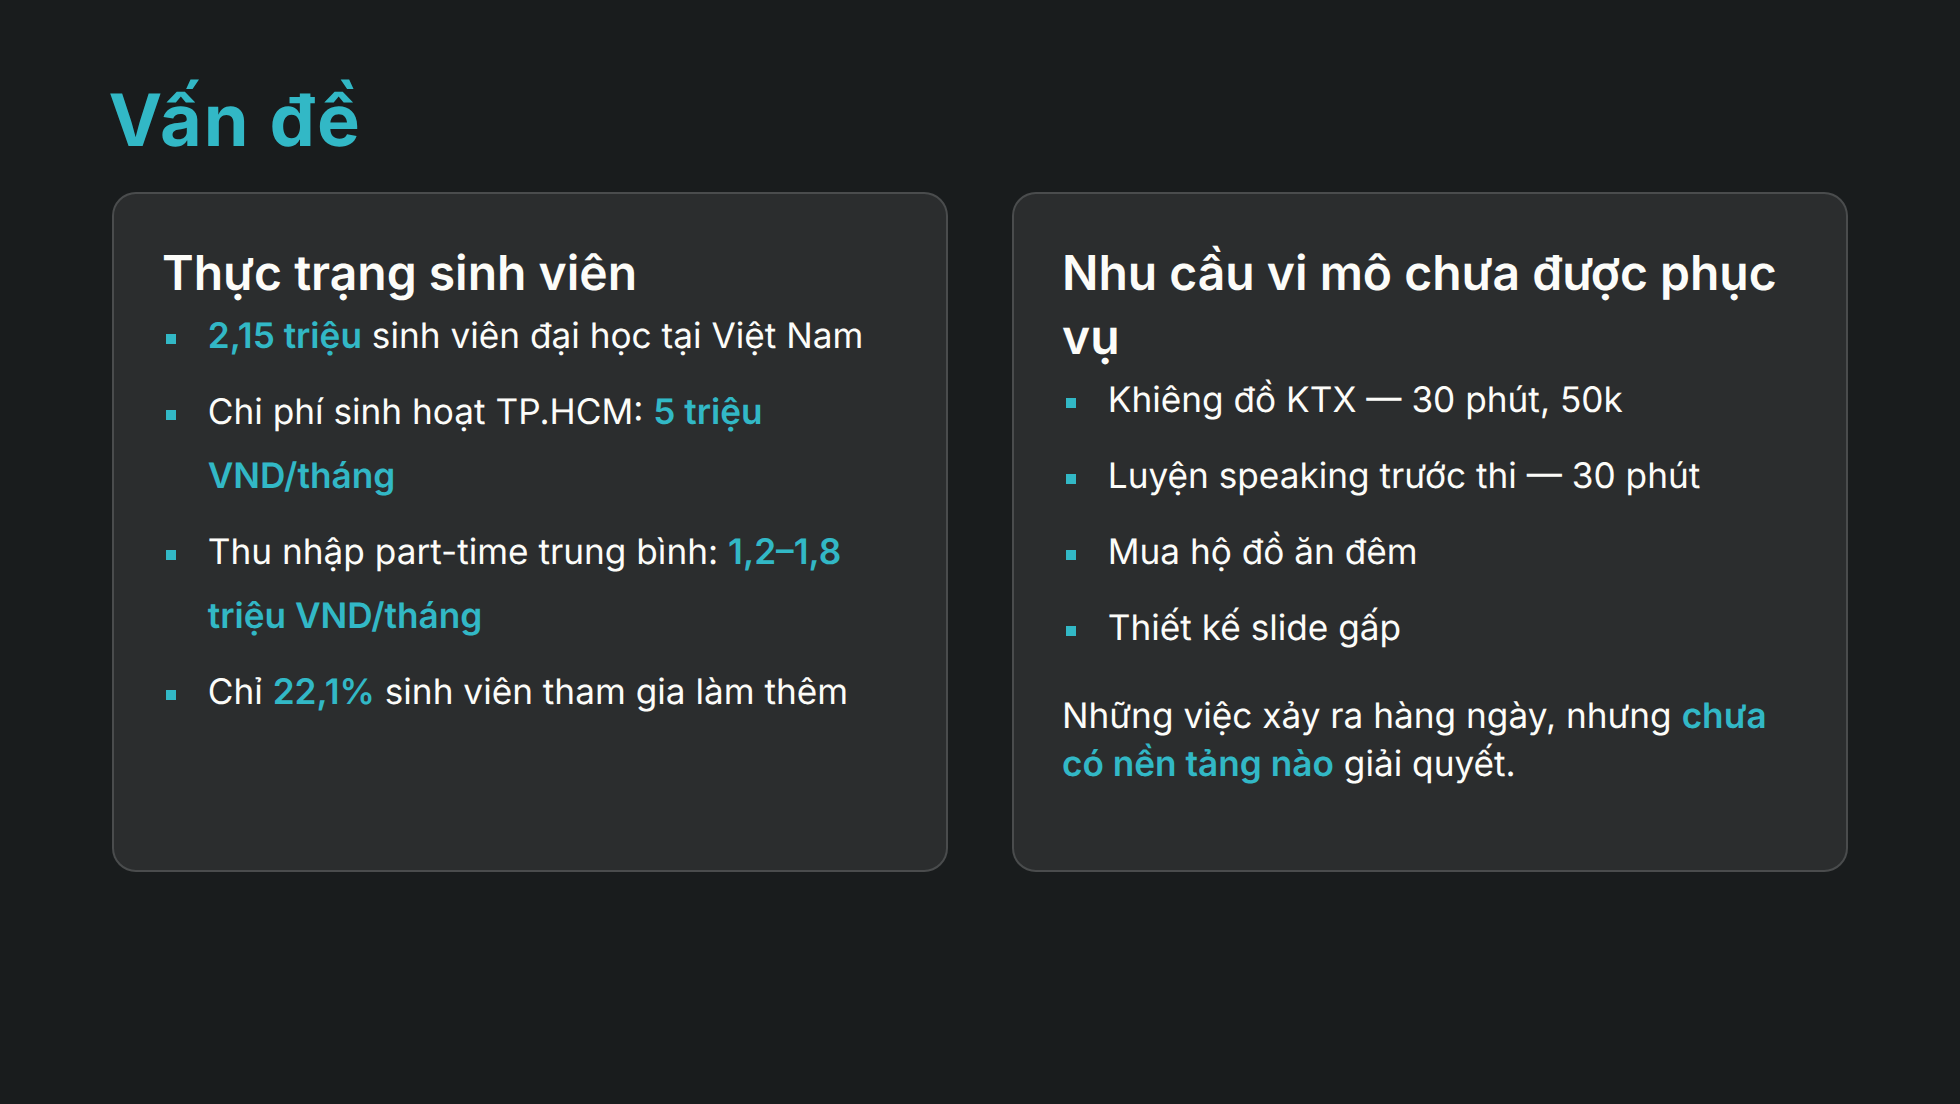 Vấn đề
Thực trạng sinh viên
2,15 triệu sinh viên đại học tại Việt Nam
Chi phí sinh hoạt TP.HCM: 5 triệu
VND/tháng
Thu nhập part-time trung bình: 1,2–1,8
triệu VND/tháng
Chỉ 22,1% sinh viên tham gia làm thêm
Nhu cầu vi mô chưa được phục
vụ
Khiêng đồ KTX — 30 phút, 50k
Luyện speaking trước thi — 30 phút
Mua hộ đồ ăn đêm
Thiết kế slide gấp
Những việc xảy ra hàng ngày, nhưng chưa
có nền tảng nào giải quyết.